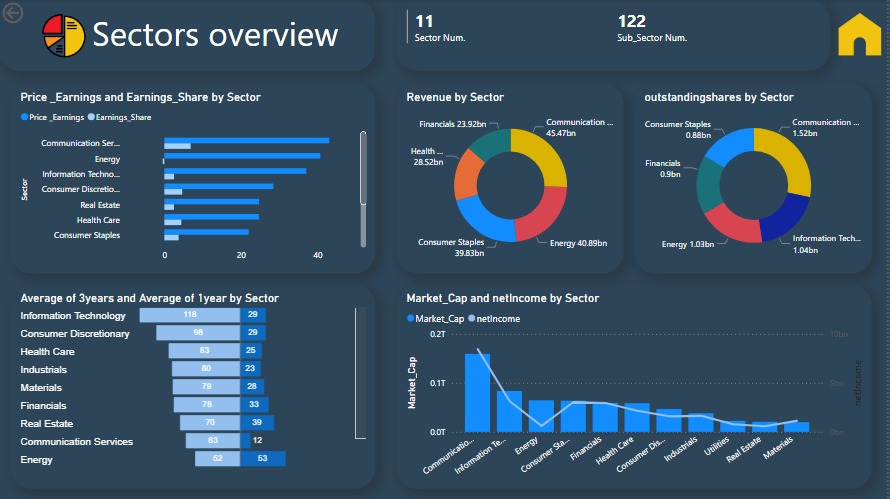 Sectors overview
11
Sector Num.
122
Sub_Sector Num.
Price _Earnings and Earnings_Share by Sector
Price _Earnings Earnings_Share
Sector
Communication Ser...
Energy
Information Techno...
Consumer Discretio...
Real Estate
Health Care
Consumer Staples
0 20 40
Revenue by Sector
Communication ...
45.47bn
Energy 40.89bn
Consumer Staples
39.83bn
Health ...
28.52bn
Financials 23.92bn
outstandingshares by Sector
Communication ...
1.52bn
Information Tech...
1.04bn
Energy 1.03bn
Financials
0.9bn
Consumer Staples
0.88bn
Average of 3years and Average of 1year by Sector
Information Technology 118 29
Consumer Discretionary 98 29
Health Care 83 25
Industrials 80 23
Materials 79 28
Financials 78 33
Real Estate 70 39
Communication Services 63 12
Energy 52 53
Market_Cap and netIncome by Sector
Market_Cap netIncome
Market_Cap
0.2T
0.1T
0.0T
10bn
5bn
0bn
netIncome
Communicatio...
Information Te...
Energy
Consumer Sta...
Financials
Health Care
Consumer Dis...
Industrials
Utilities
Real Estate
Materials